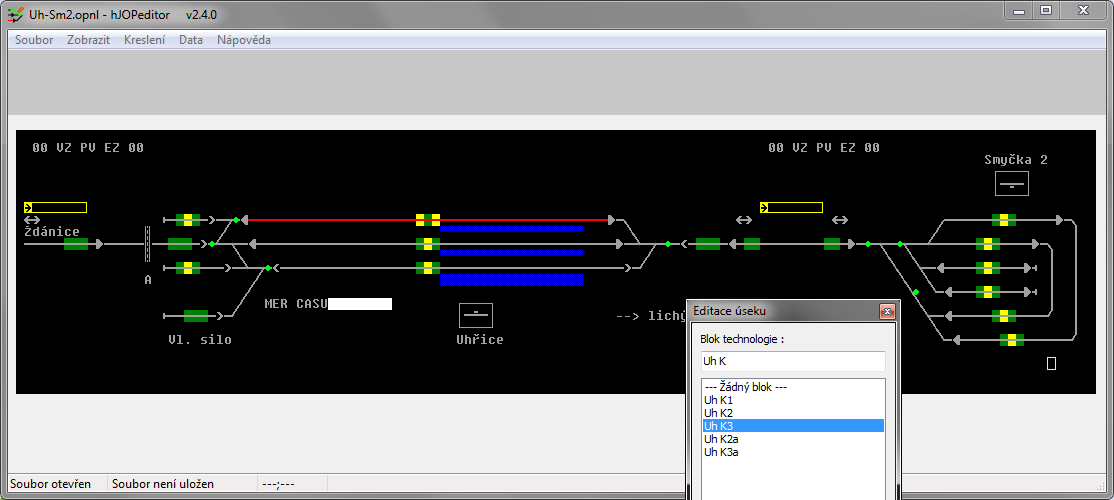 Uh-Sm2.opnl - hJOPeditor v2.4.0
Soubor Zobrazit Kreslení Data Nápověda
00 VZ PV EZ 00
00 VZ PV EZ 00
Smyčka 2
Ždánice
A
MER CASU
--> lichý
Vl. silo
Uhřice
Editace úseku
Blok technologie :
Uh K
--- Žádný blok ---
Uh K1
Uh K2
Uh K3
Uh K2a
Uh K3a
Soubor otevřen
Soubor není uložen
---;---